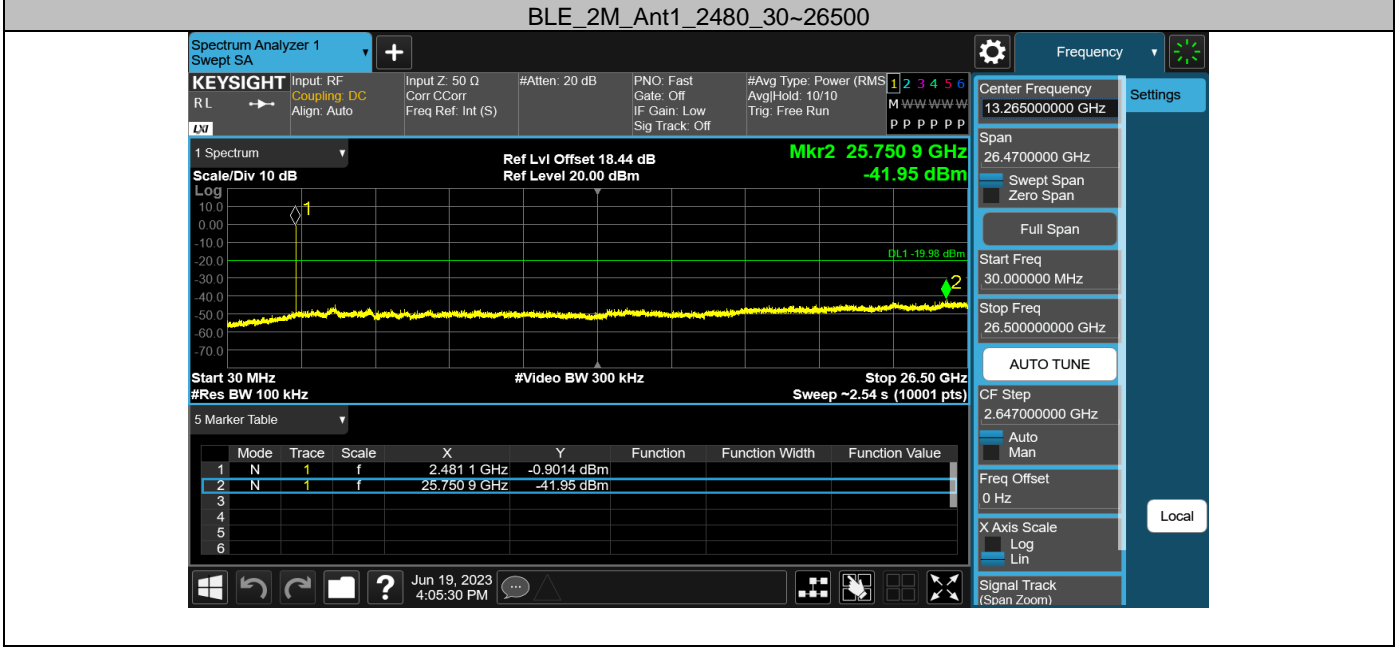 BLE_2M_Ant1_2480_30~26500
Spectrum Analyzer 1
Swept SA
Frequency
KEYSIGHT
RL
LXI
Input: RF
Coupling: DC
Align: Auto
Input Z: 50 Ω
Corr CCorr
Freq Ref: Int (S)
#Atten: 20 dB
PNO: Fast
Gate: Off
IF Gain: Low
Sig Track: Off
#Avg Type: Power (RMS
Avg|Hold: 10/10
Trig: Free Run
1 2 3 4 5 6
M W W W W W
P P P P P P
1 Spectrum
Scale/Div 10 dB
Ref Lvl Offset 18.44 dB
Ref Level 20.00 dBm
Mkr2 25.750 9 GHz
-41.95 dBm
Log
10.0
0.00
-10.0
-20.0
-30.0
-40.0
-50.0
-60.0
-70.0
1
DL1 -19.98 dBm
2
Start 30 MHz
#Video BW 300 kHz
Stop 26.50 GHz
#Res BW 100 kHz
Sweep ~2.54 s (10001 pts)
5 Marker Table
Mode Trace Scale X Y Function Function Width Function Value
1 N 1 f 2.481 1 GHz -0.9014 dBm
2 N 1 f 25.750 9 GHz -41.95 dBm
3
4
5
6
?
Jun 19, 2023
4:05:30 PM
Center Frequency
13.265000000 GHz
Span
26.4700000 GHz
Swept Span
Zero Span
Full Span
Start Freq
30.000000 MHz
Stop Freq
26.500000000 GHz
AUTO TUNE
CF Step
2.647000000 GHz
Auto
Man
Freq Offset
0 Hz
X Axis Scale
Log
Lin
Signal Track
(Span Zoom)
Settings
Local